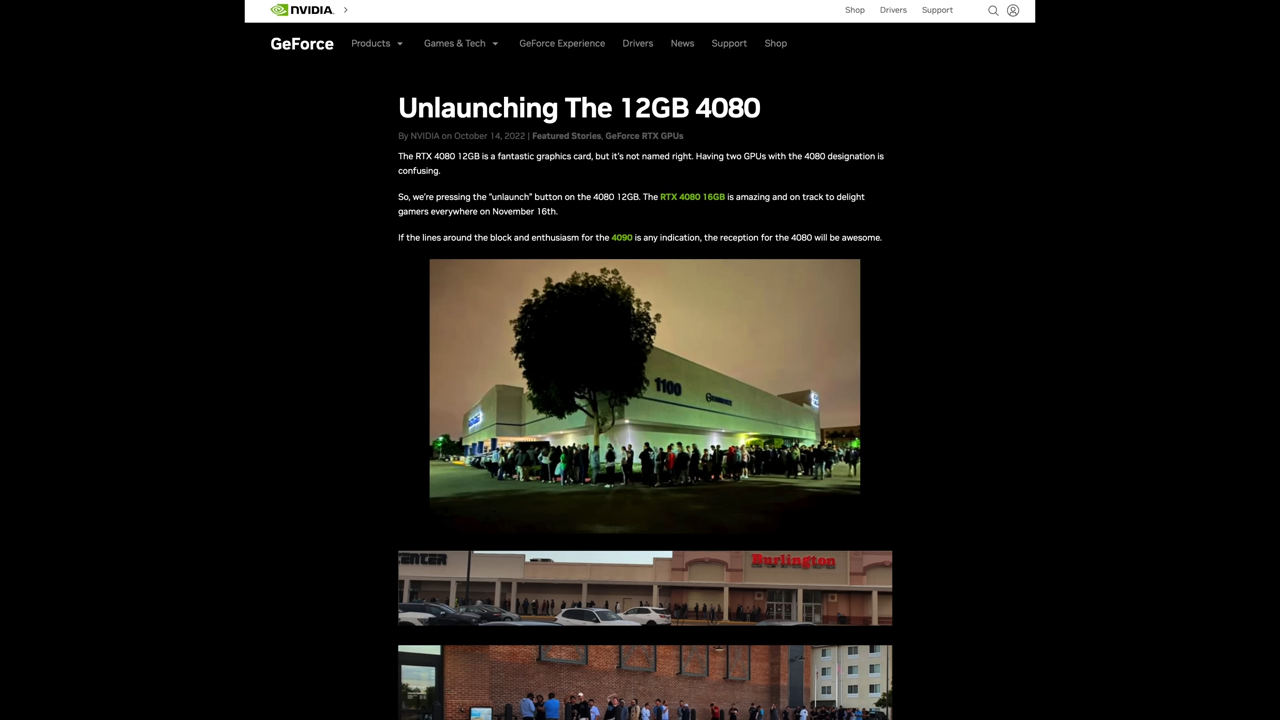 NVIDIA.
Shop Drivers Support
GeForce Products Games & Tech GeForce Experience Drivers News Support Shop
Unlaunching The 12GB 4080
By NVIDIA on October 14, 2022 | Featured Stories, GeForce RTX GPUs
The RTX 4080 12GB is a fantastic graphics card, but it's not named right. Having two GPUs with the 4080 designation is
confusing.
So, we're pressing the "unlaunch" button on the 4080 12GB. The RTX 4080 16GB is amazing and on track to delight
gamers everywhere on November 16th.
If the lines around the block and enthusiasm for the 4090 is any indication, the reception for the 4080 will be awesome.
1100
Burlington